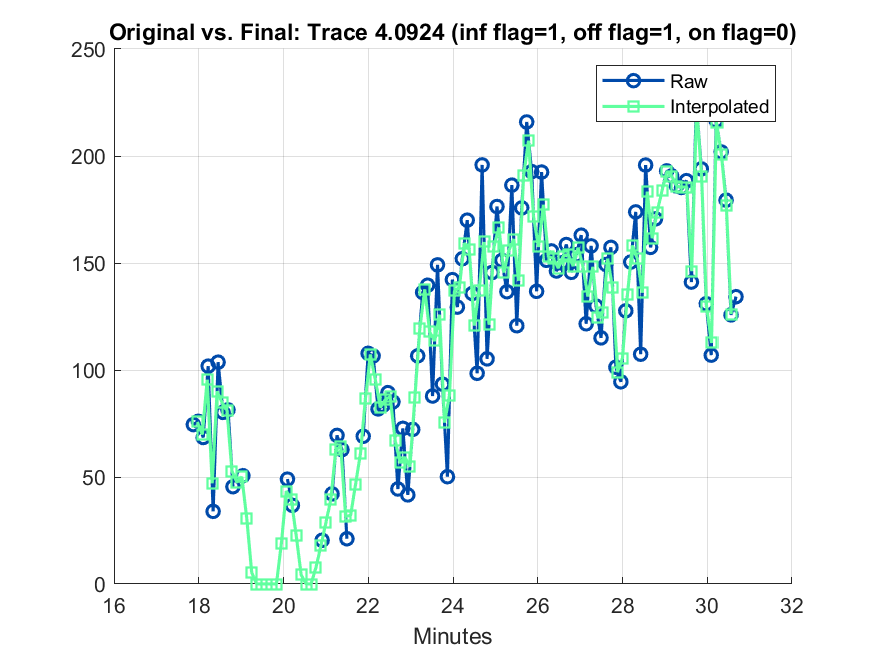 Original vs. Final: Trace 4.0924 (inf flag=1, off flag=1, on flag=0)
250
200
150
100
50
0
Raw
Interpolated
16 18 20 22 24 26 28 30 32
Minutes